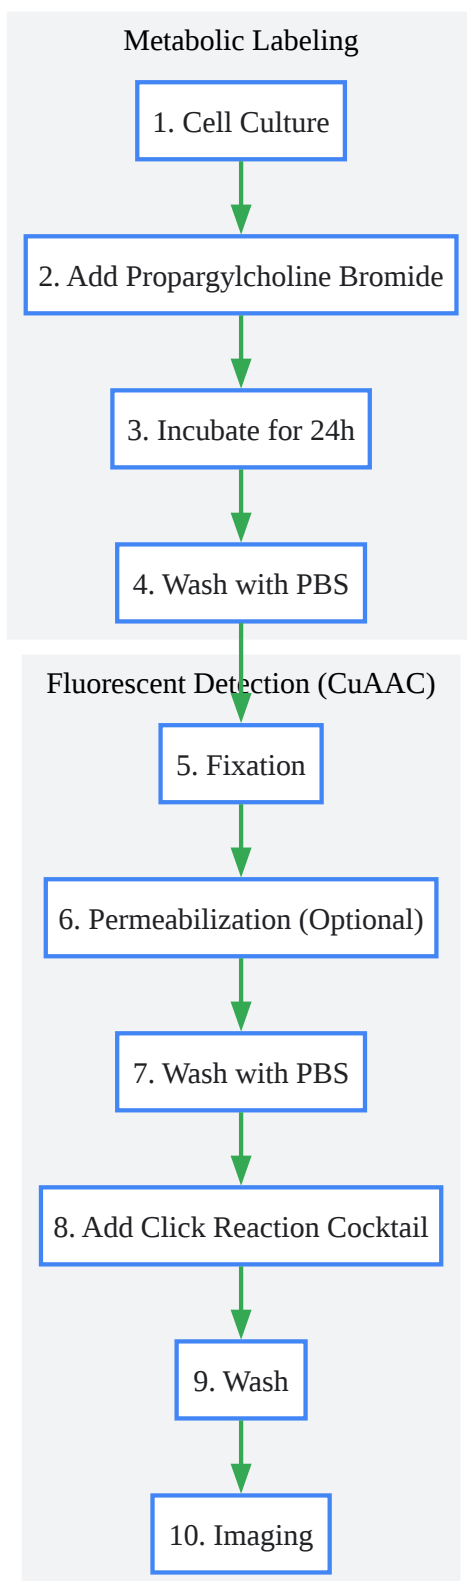 Metabolic Labeling
1. Cell Culture
2. Add Propargylcholine Bromide
3. Incubate for 24h
4. Wash with PBS
Fluorescent Detection (CuAAC)
5. Fixation
6. Permeabilization (Optional)
7. Wash with PBS
8. Add Click Reaction Cocktail
9. Wash
10. Imaging